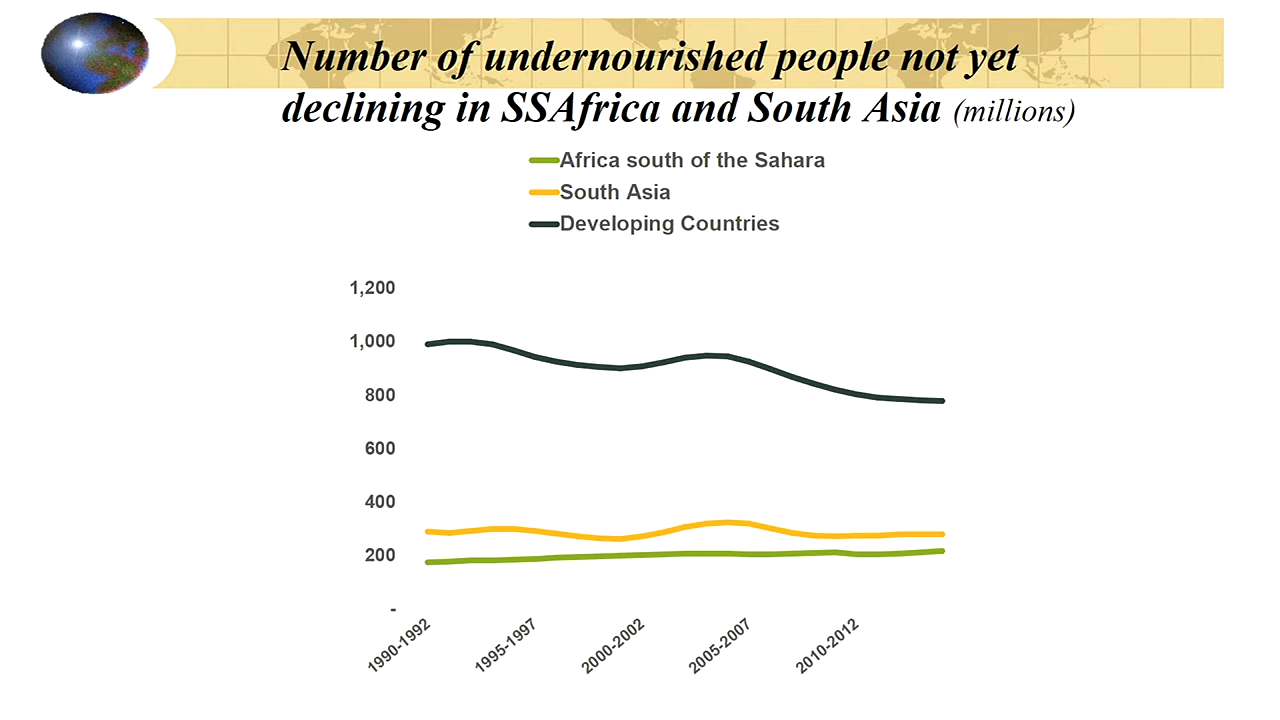 Number of undernourished people not yet
declining in SSAfrica and South Asia (millions)
Africa south of the Sahara
South Asia
Developing Countries
1,200
1,000
800
600
400
200
-
1990-1992
1995-1997
2000-2002
2005-2007
2010-2012